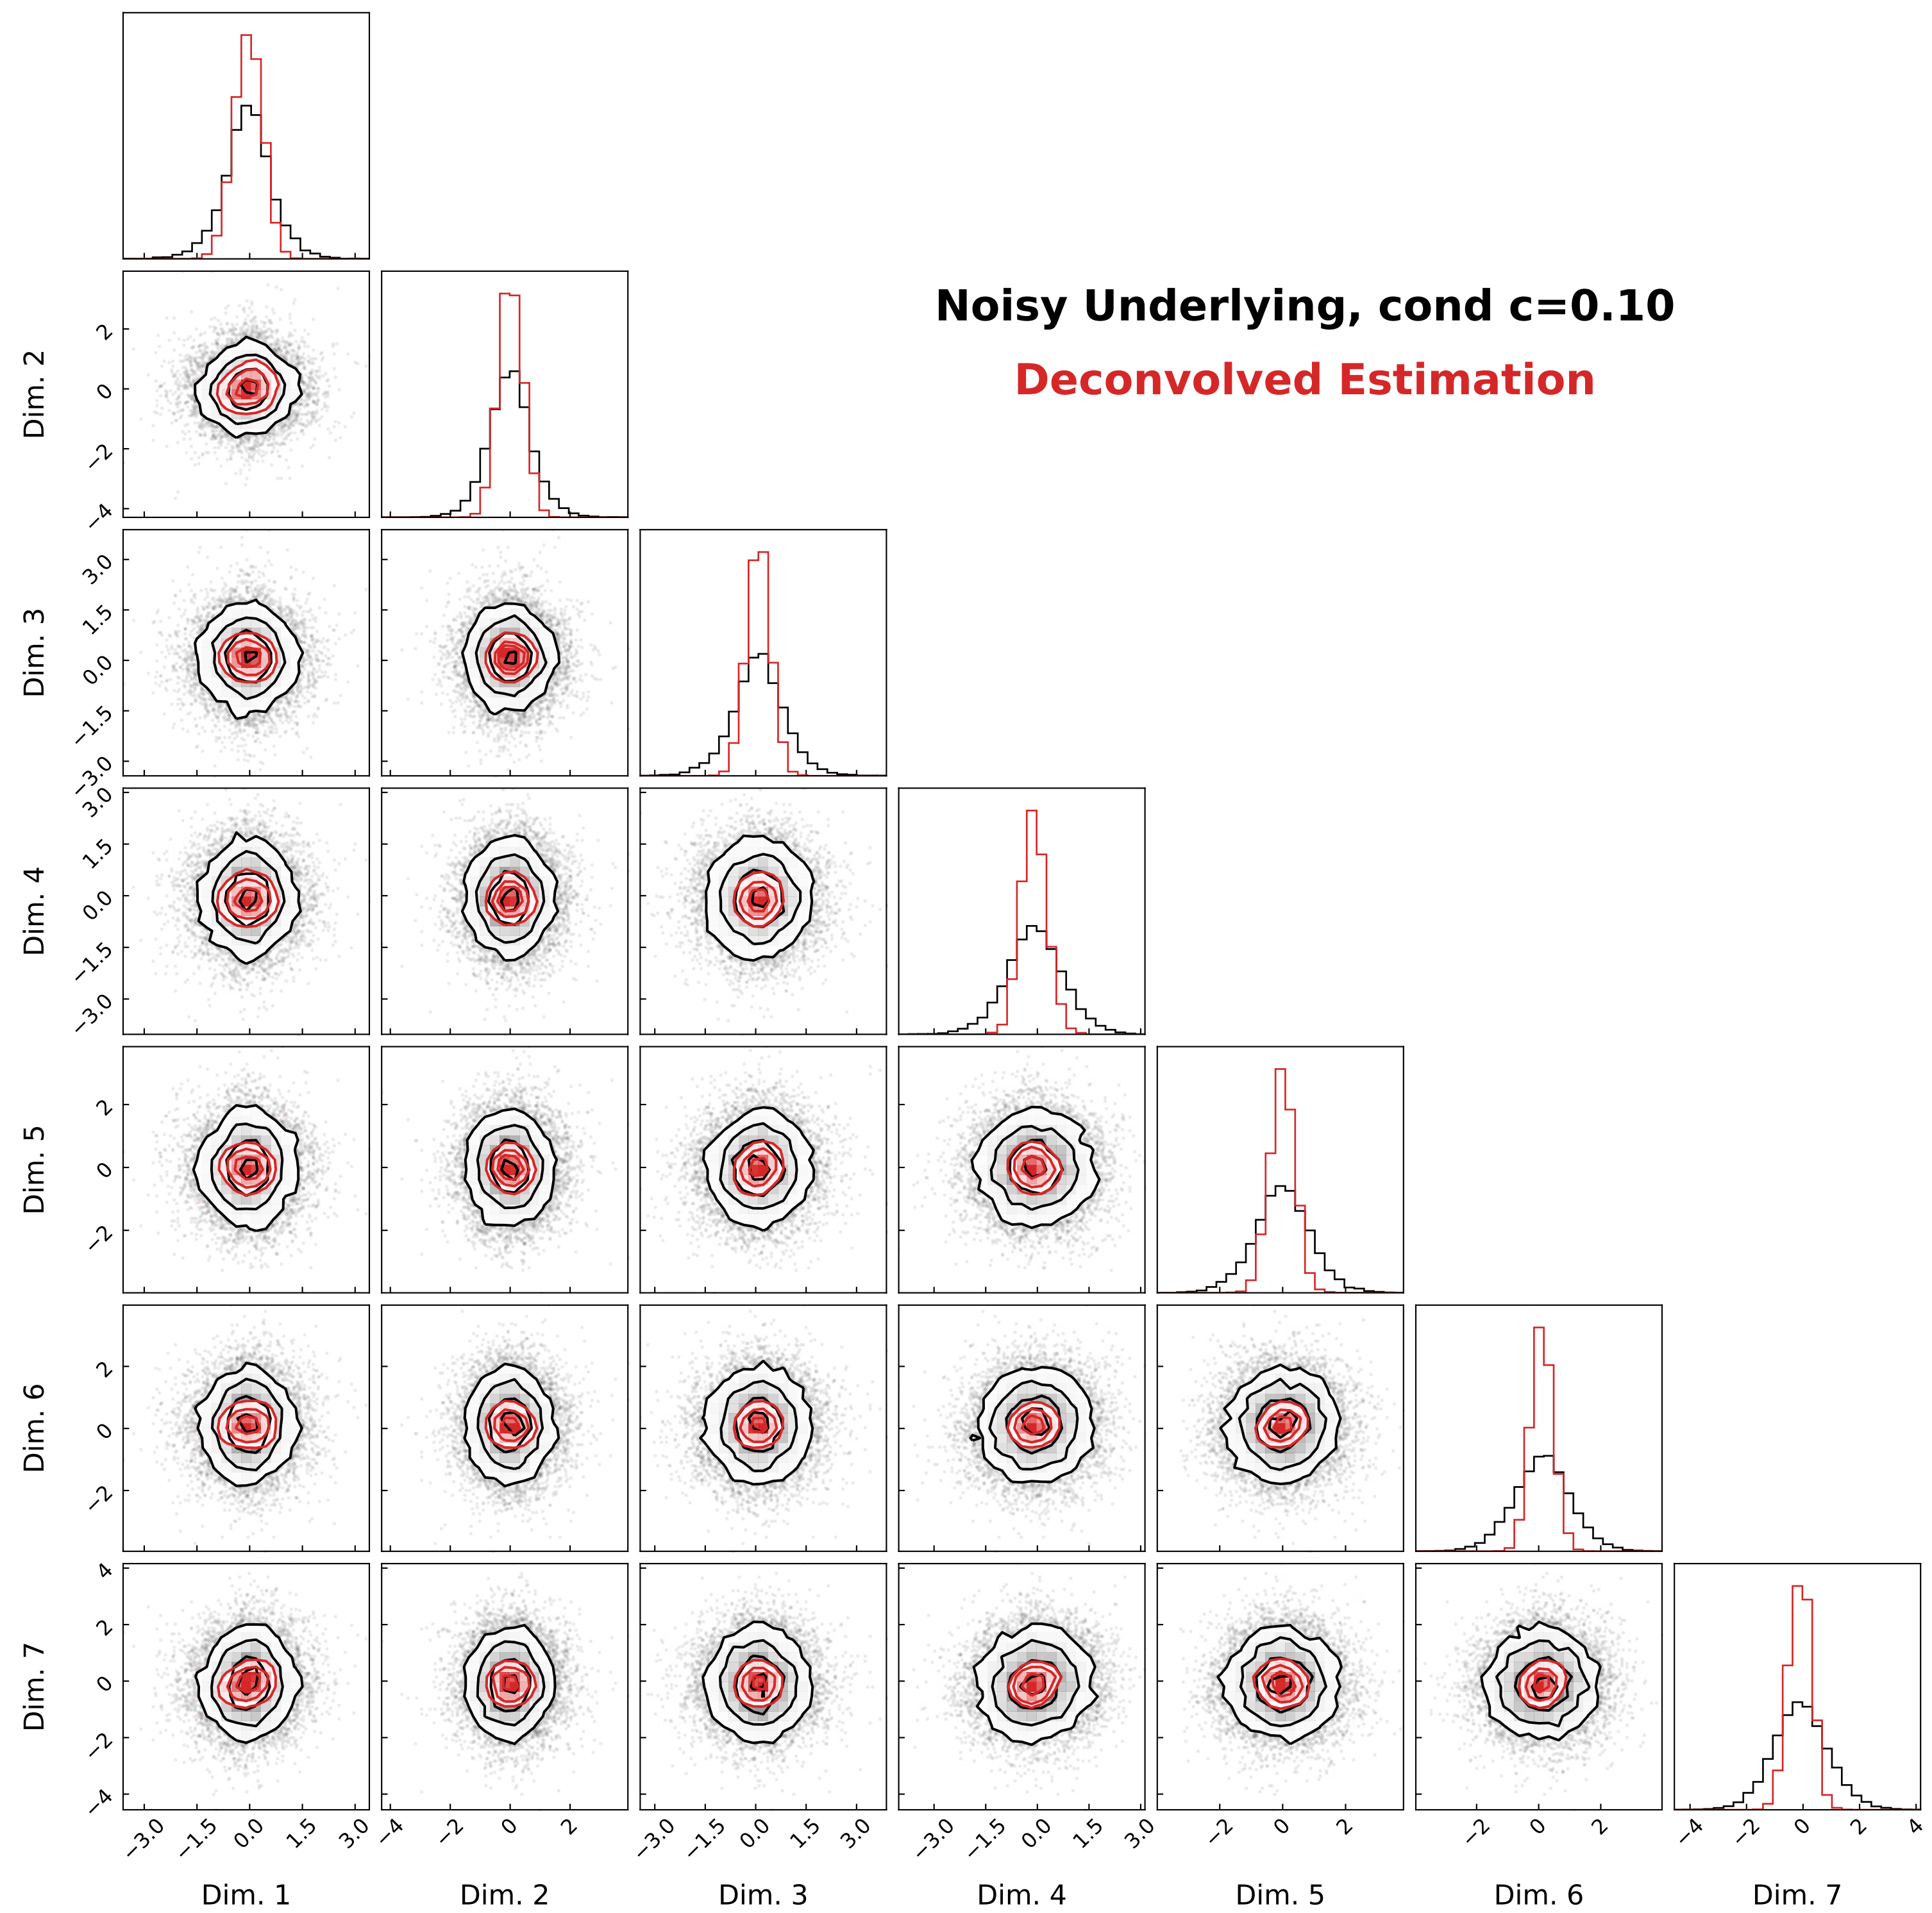 Noisy Underlying, cond c=0.10
Deconvolved Estimation
Dim. 2
2
0
−2
−4
Dim. 3
3.0
1.5
0.0
−1.5
−3.0
Dim. 4
3.0
1.5
0.0
−1.5
−3.0
Dim. 5
2
0
−2
Dim. 6
2
0
−2
Dim. 7
4
2
0
−2
−4
−3.0 −1.5 0.0 1.5 3.0 −4 −2 0 2 −3.0 −1.5 0.0 1.5 3.0 −3.0 −1.5 0.0 1.5 3.0 −2 0 2 −2 0 2 −4 −2 0 2 4
Dim. 1 Dim. 2 Dim. 3 Dim. 4 Dim. 5 Dim. 6 Dim. 7